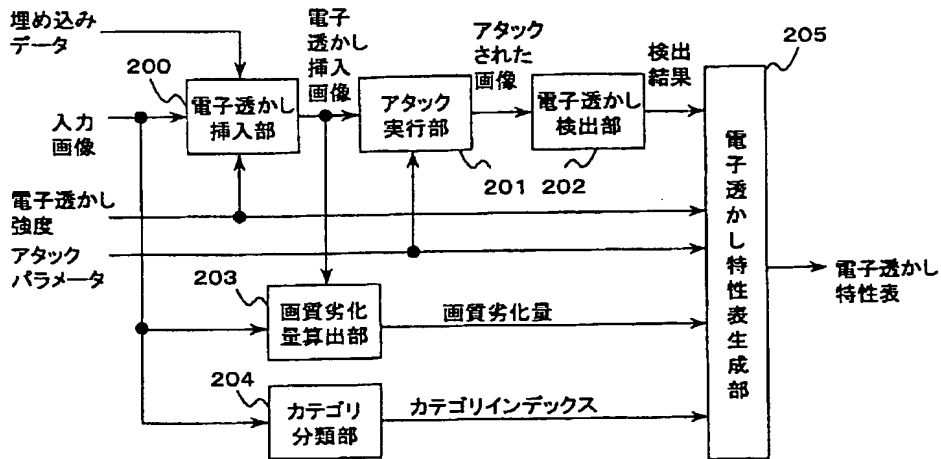 埋め込み
データ
200
電子透かし
挿入部
電子
透かし
挿入
画像
アタック
された
画像
検出
結果
205
入力
画像
アタック
実行部
電子透かし
検出部
201
202
電子透かし
強度
アタック
パラメータ
203
画質劣化
量算出部
画質劣化量
204
カテゴリ
分類部
カテゴリインデックス
電子透かし特性表生成部
電子透かし
特性表